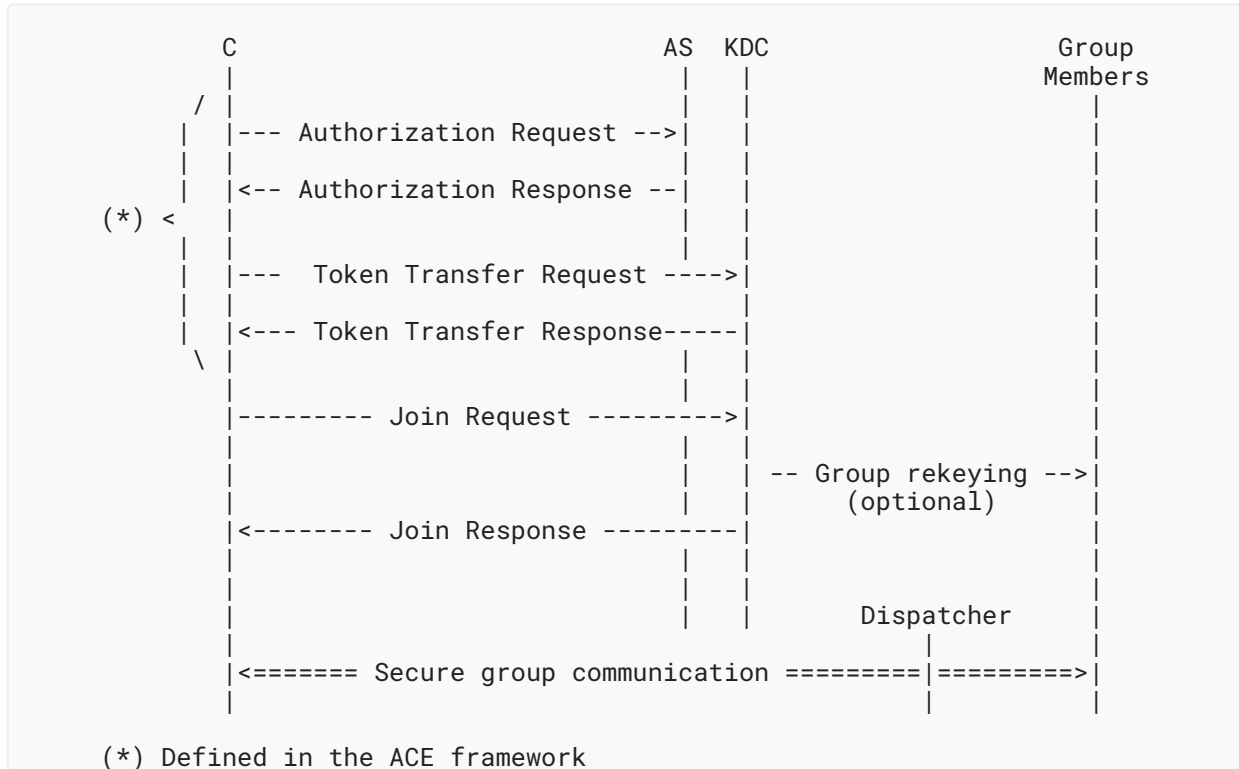 C                             AS  KDC                   Group
|                              |   |                   Members
/ |                              |   |                      |
|  |--- Authorization Request -->|   |                      |
|  |                              |   |                      |
|  |<-- Authorization Response --|   |                      |
(*) <   |                              |   |                      |
|  |                              |   |                      |
|  |---  Token Transfer Request ---->|                      |
|  |                                  |                      |
|  |<--- Token Transfer Response-----|                      |
\ |                              |   |                      |
|                              |   |                      |
|--------- Join Request --------->|                      |
|                              |   |                      |
|                              |   | -- Group rekeying -->|
|                              |   |      (optional)      |
|<-------- Join Response ---------|                      |
|                              |   |                      |
|                              |   |                      |
|                              |   |       Dispatcher     |
|                                           |           |
|<======= Secure group communication =========|=========>|
|                                           |           |
(*) Defined in the ACE framework